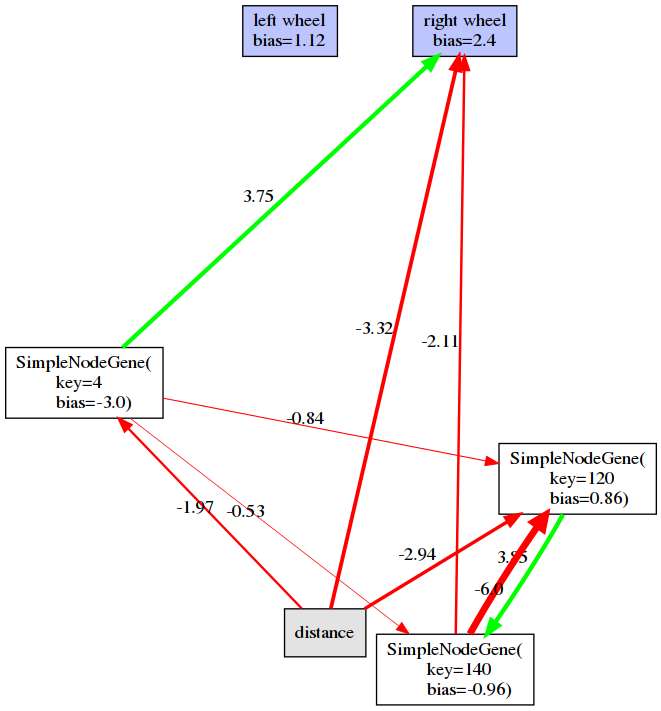 left wheel
bias=1.12
right wheel
bias=2.4
3.75
-3.32
-2.11
SimpleNodeGene(
key=4
bias=-3.0)
-0.84
SimpleNodeGene(
key=120
bias=0.86)
-1.97
-0.53
-2.94
3.85
-6.0
distance
SimpleNodeGene(
key=140
bias=-0.96)